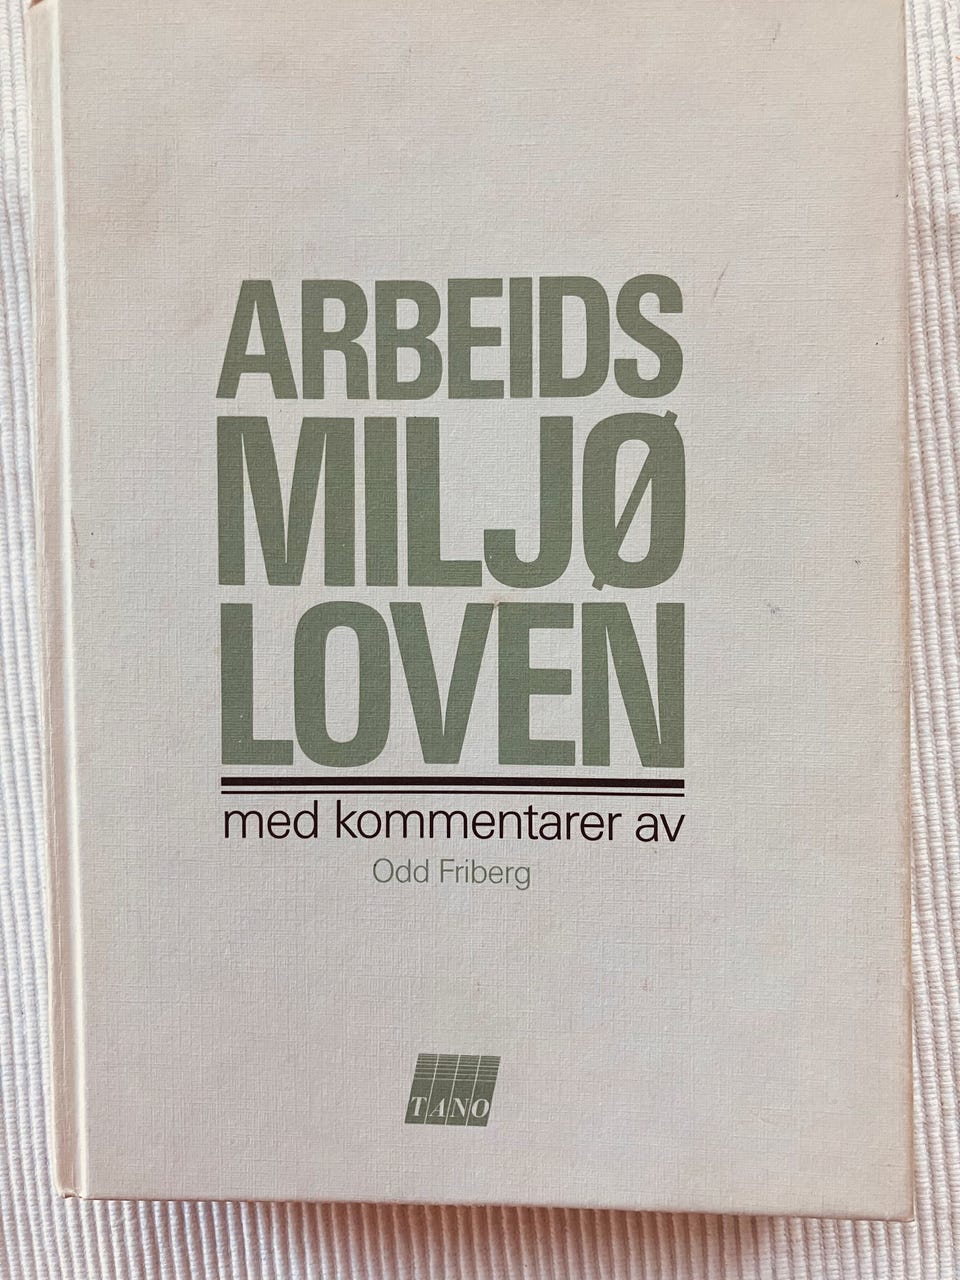 ARBEIDS
MILJØ
LOVEN
med kommentarer av
Odd Friberg
TANO